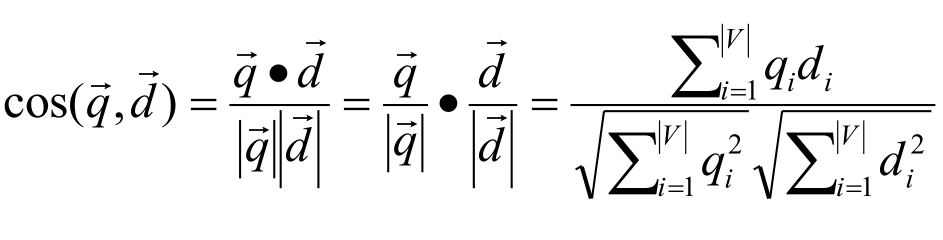 cos(q⃗,d⃗) = (q⃗ • d⃗) / (|q⃗||d⃗|) = q⃗/|q⃗| • d⃗/|d⃗| = (∑_{i=1}^{|V|} q_i d_i) / (√(∑_{i=1}^{|V|} q_i^2) √(∑_{i=1}^{|V|} d_i^2))